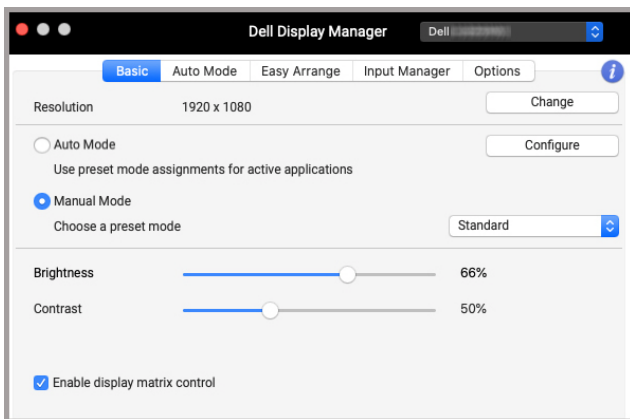 Dell Display Manager Dell
Basic Auto Mode Easy Arrange Input Manager Options i
Resolution 1920 x 1080 Change
Auto Mode Configure
Use preset mode assignments for active applications
Manual Mode
Choose a preset mode Standard
Brightness 66%
Contrast 50%
Enable display matrix control